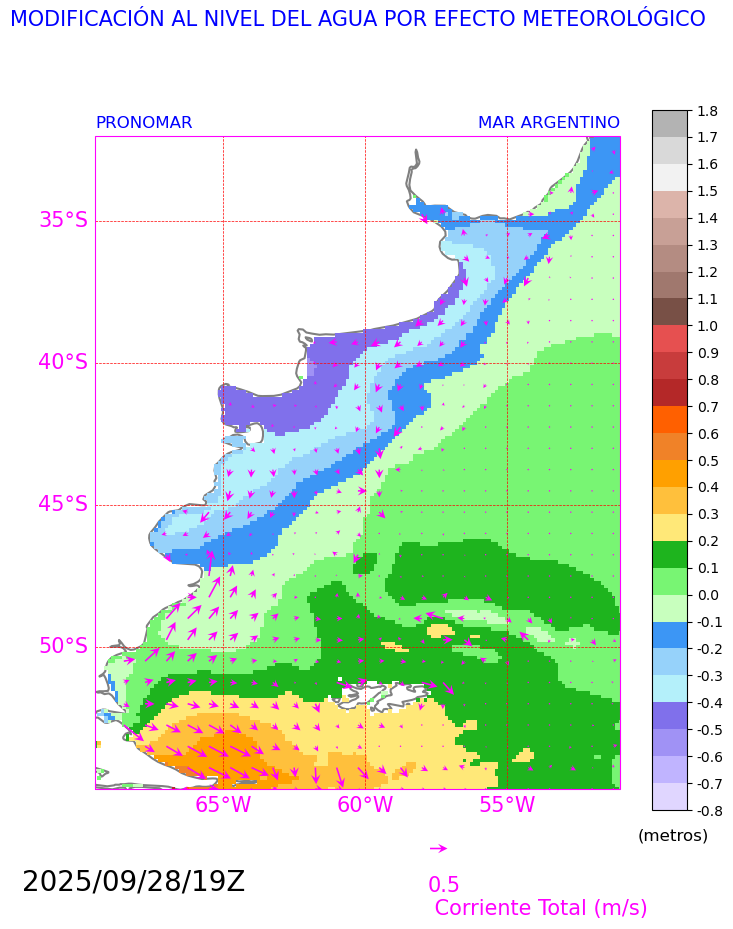 MODIFICACIÓN AL NIVEL DEL AGUA POR EFECTO METEOROLÓGICO
PRONOMAR
MAR ARGENTINO
35°S
40°S
45°S
50°S
65°W
60°W
55°W
1.8
1.7
1.6
1.5
1.4
1.3
1.2
1.1
1.0
0.9
0.8
0.7
0.6
0.5
0.4
0.3
0.2
0.1
0.0
-0.1
-0.2
-0.3
-0.4
-0.5
-0.6
-0.7
-0.8
(metros)
2025/09/28/19Z
0.5
Corriente Total (m/s)